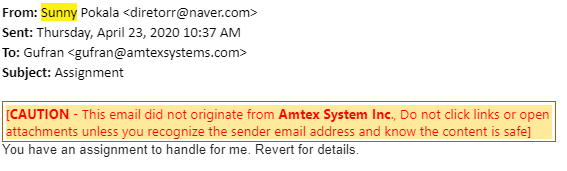 From: Sunny Pokala <diretorr@naver.com>
Sent: Thursday, April 23, 2020 10:37 AM
To: Gufran <gufran@amtexsystems.com>
Subject: Assignment
[CAUTION - This email did not originate from Amtex System Inc., Do not click links or open
attachments unless you recognize the sender email address and know the content is safe]
You have an assignment to handle for me. Revert for details.